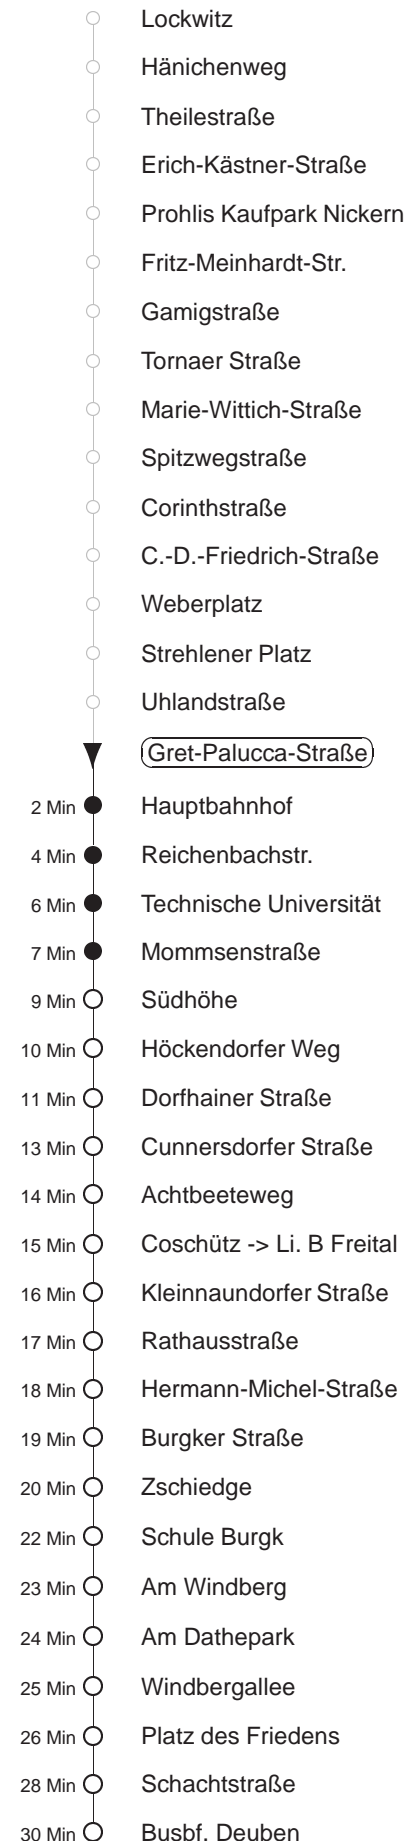 Lockwitz
Hänichenweg
Theilestraße
Erich-Kästner-Straße
Prohlis Kaufpark Nickern
Fritz-Meinhardt-Str.
Gamigstraße
Tornaer Straße
Marie-Wittich-Straße
Spitzwegstraße
Corinthstraße
C.-D.-Friedrich-Straße
Weberplatz
Strehlener Platz
Uhlandstraße
Gret-Palucca-Straße
2 Min Hauptbahnhof
4 Min Reichenbachstr.
6 Min Technische Universität
7 Min Mommsenstraße
9 Min Südhöhe
10 Min Höckendorfer Weg
11 Min Dorfhainer Straße
13 Min Cunnersdorfer Straße
14 Min Achtbeeteweg
15 Min Coschütz -> Li. B Freital
16 Min Kleinnaundorfer Straße
17 Min Rathausstraße
18 Min Hermann-Michel-Straße
19 Min Burgker Straße
20 Min Zschiedge
22 Min Schule Burgk
23 Min Am Windberg
24 Min Am Dathepark
25 Min Windbergallee
26 Min Platz des Friedens
28 Min Schachtstraße
30 Min Busbf. Deuben